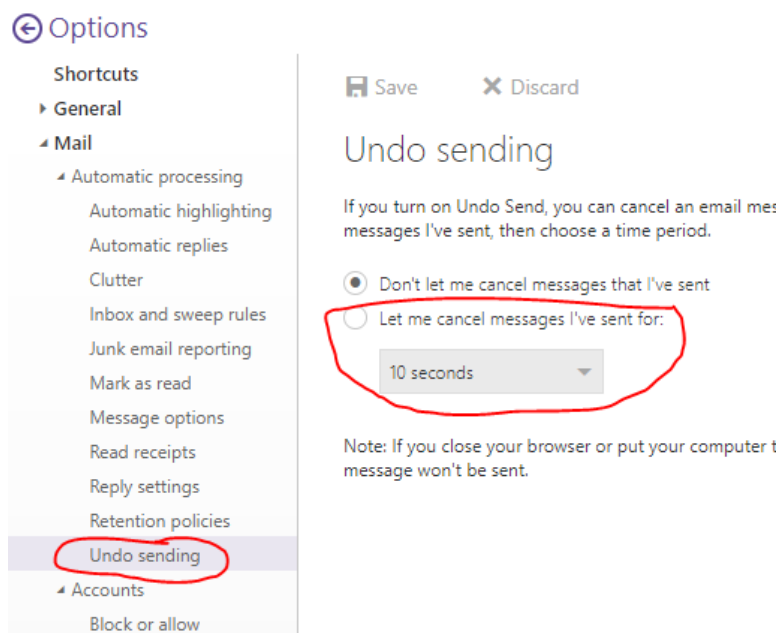 Options
Shortcuts
General
Mail
Automatic processing
Automatic highlighting
Automatic replies
Clutter
Inbox and sweep rules
Junk email reporting
Mark as read
Message options
Read receipts
Reply settings
Retention policies
Undo sending
Accounts
Block or allow
Save Discard
Undo sending
If you turn on Undo Send, you can cancel an email
messages I've sent, then choose a time period.
Don't let me cancel messages that I've sent
Let me cancel messages I've sent for:
10 seconds
Note: If you close your browser or put your computer
message won't be sent.